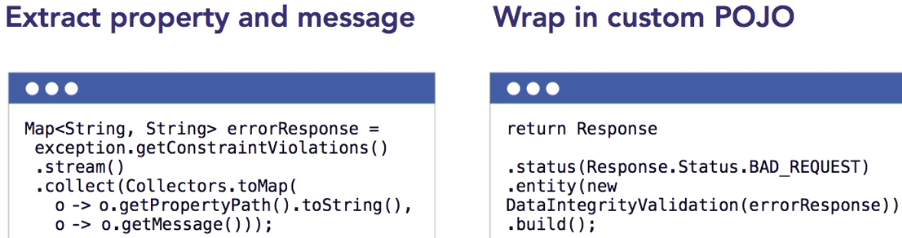 Extract property and message
Map<String, String> errorResponse =
exception.getConstraintViolations()
.stream()
.collect(Collectors.toMap(
o -> o.getPropertyPath().toString(),
o -> o.getMessage()));
Wrap in custom POJO
return Response
.status(Response.Status.BAD_REQUEST)
.entity(new
DataIntegrityValidation(errorResponse))
.build();